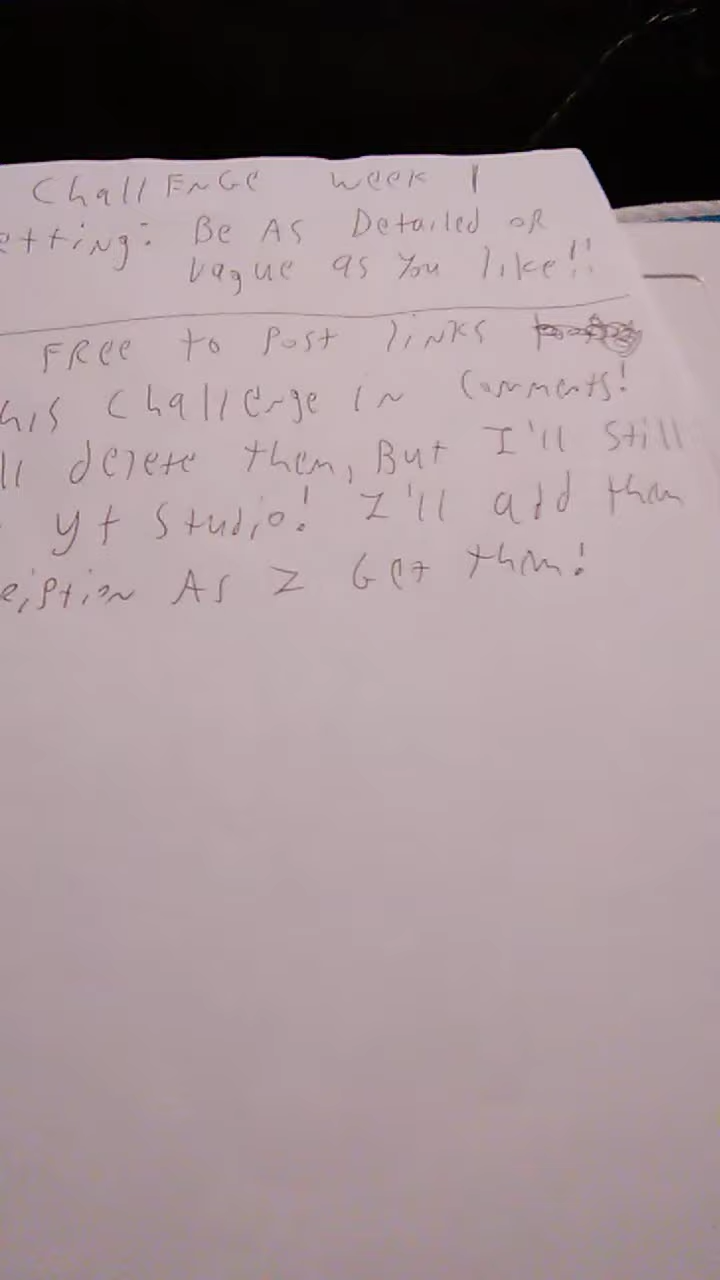 ChallENGE week 1
etting: Be AS Detailed oR
vague as You like!!
FRee to Post links
his Challenge IN Comments!
ll delete them, But I'll still
yt Studio! I'll add them
eiption As I Get them!